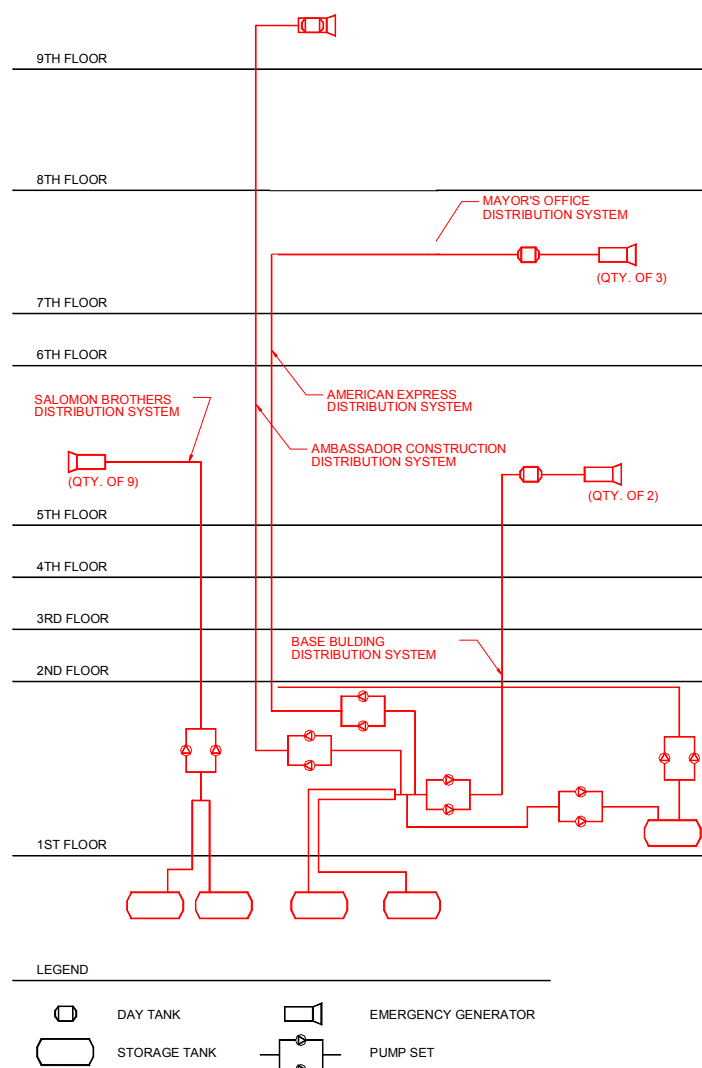 9TH FLOOR
8TH FLOOR
MAYOR'S OFFICE
DISTRIBUTION SYSTEM
(QTY. OF 3)
7TH FLOOR
6TH FLOOR
SALOMON BROTHERS
DISTRIBUTION SYSTEM
AMERICAN EXPRESS
DISTRIBUTION SYSTEM
AMBASSADOR CONSTRUCTION
DISTRIBUTION SYSTEM
(QTY. OF 9)
(QTY. OF 2)
5TH FLOOR
4TH FLOOR
3RD FLOOR
BASE BULDING
DISTRIBUTION SYSTEM
2ND FLOOR
1ST FLOOR
LEGEND
DAY TANK
EMERGENCY GENERATOR
STORAGE TANK
PUMP SET